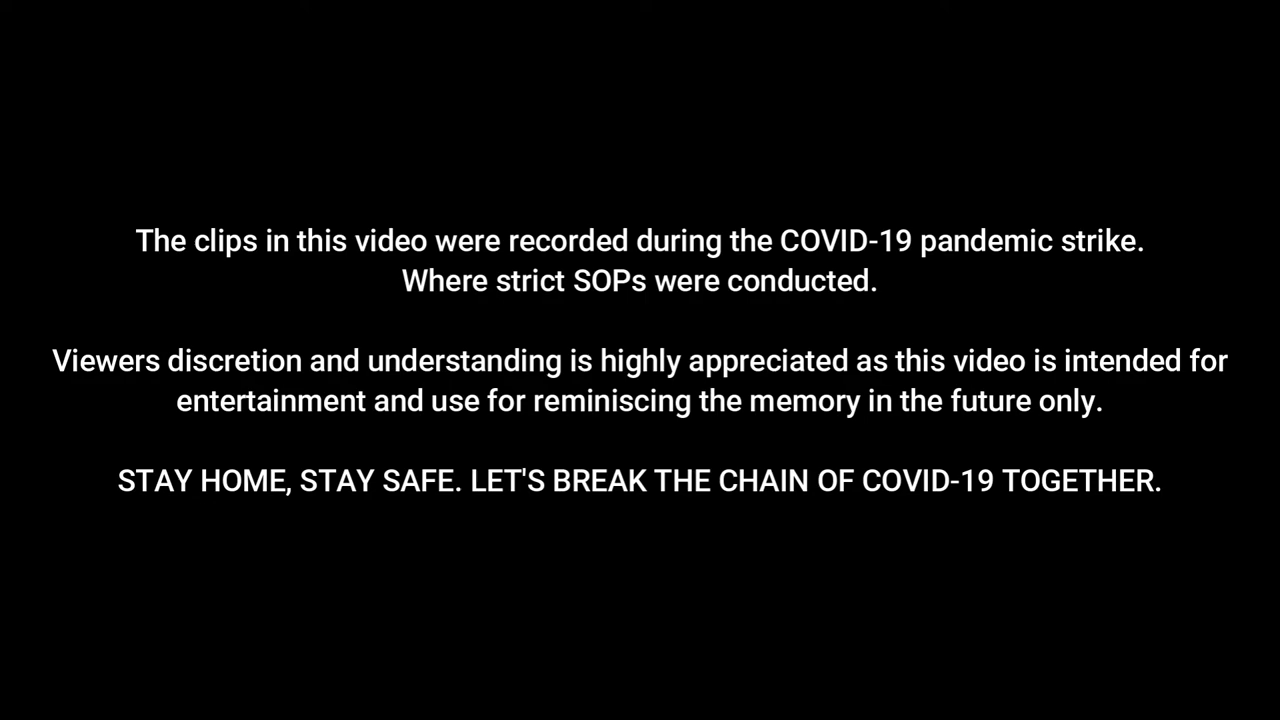 The clips in this video were recorded during the COVID-19 pandemic strike.
Where strict SOPs were conducted.
Viewers discretion and understanding is highly appreciated as this video is intended for
entertainment and use for reminiscing the memory in the future only.
STAY HOME, STAY SAFE. LET'S BREAK THE CHAIN OF COVID-19 TOGETHER.